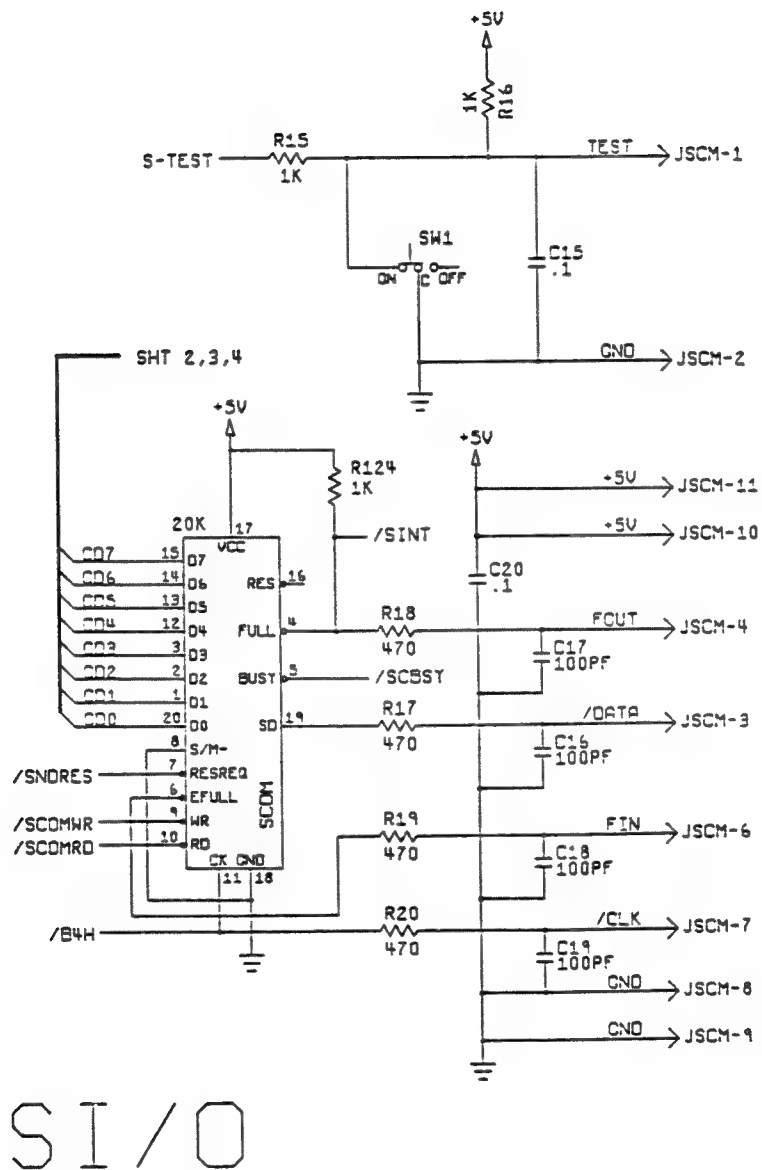 +5V
1K
R16
R15
S-TEST
1K
TEST
JSCM-1
SW1
ON C OFF
C15
.1
SHT 2,3,4
GND
JSCM-2
+5V
+5V
R124
1K
+5V
JSCM-11
20K
17
VCC
/SINT
+5V
JSCM-10
CD7 15 D7
CD6 14 D6
RES 16
C20
.1
CD5 13 D5
CD4 12 D4
FULL 4
R18
470
FOUT
JSCM-4
CD3 3 D3
C17
100PF
CD2 2 D2
BUST 5
/SCBST
CD1 1 D1
CD0 20 D0
SD 19
R17
470
/DATA
JSCM-3
8 S/M-
C16
100PF
/SNDRES 7 RESREQ
6 EFULL
SCOM
/SCOMWR 9 WR
R19
470
FIN
JSCM-6
/SCOMRD 10 RD
CK GND
11 18
C18
100PF
/B4H
R20
470
/CLK
JSCM-7
C19
100PF
GND
JSCM-8
GND
JSCM-9
SI/O